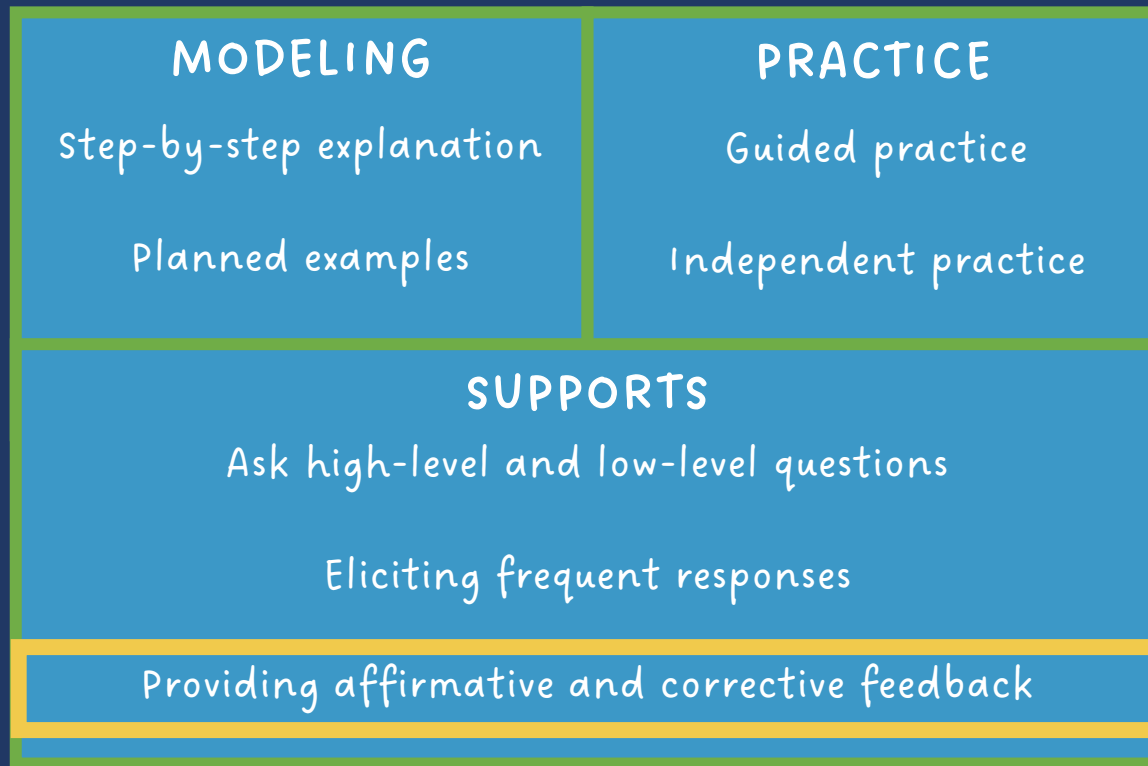 MODELING
Step-by-step explanation
Planned examples
PRACTICE
Guided practice
Independent practice
SUPPORTS
Ask high-level and low-level questions
Eliciting frequent responses
Providing affirmative and corrective feedback